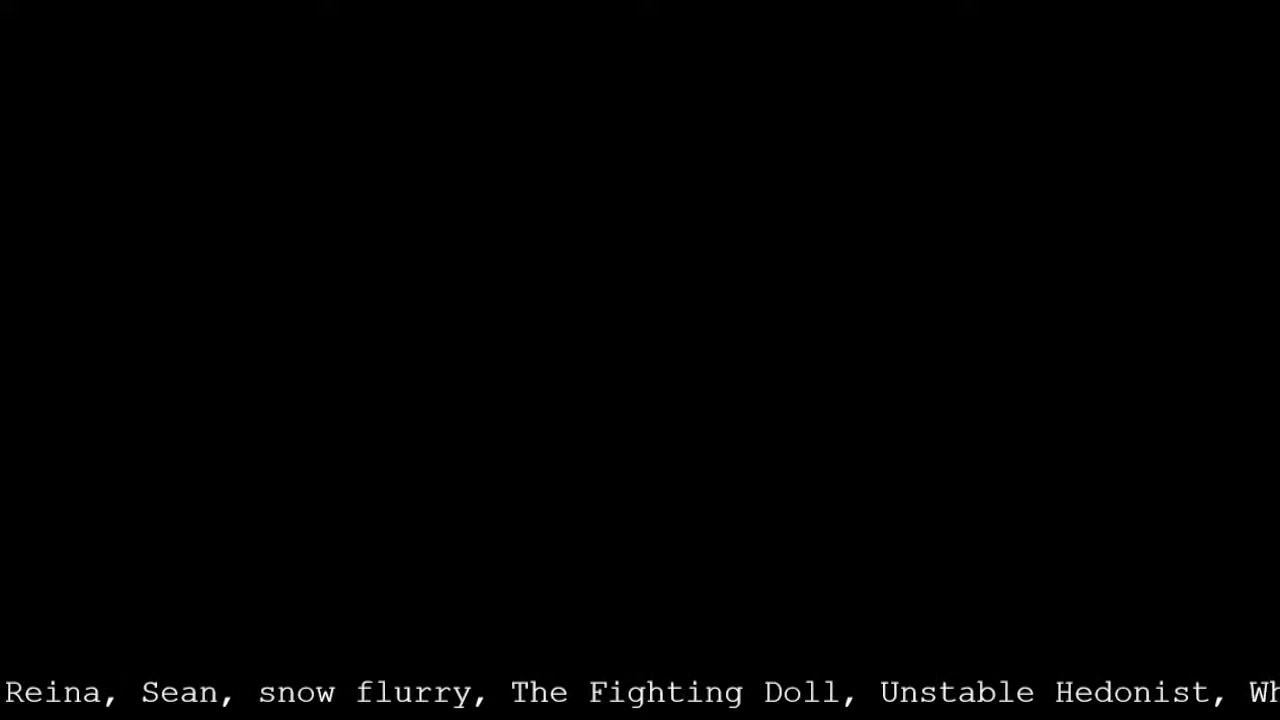 Reina, Sean, snow flurry, The Fighting Doll, Unstable Hedonist,